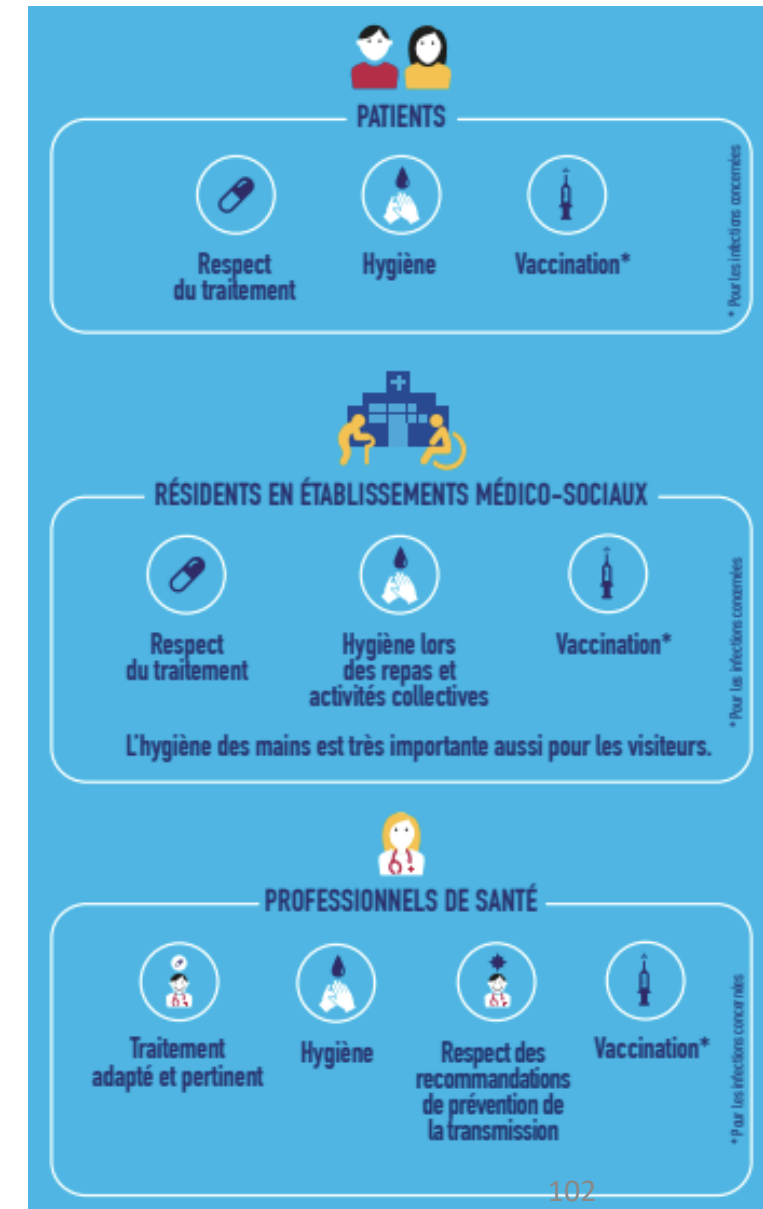 PATIENTS
Respect
du traitement
Hygiène
Vaccination*
* Pour les infections concernées
RÉSIDENTS EN ÉTABLISSEMENTS MÉDICO-SOCIAUX
Respect
du traitement
Hygiène lors
des repas et
activités collectives
Vaccination*
* Pour les infections concernées
L'hygiène des mains est très importante aussi pour les visiteurs.
PROFESSIONNELS DE SANTÉ
Traitement
adapté et pertinent
Hygiène
Respect des
recommandations
de prévention de
la transmission
Vaccination*
* Pour les infections concernées
102